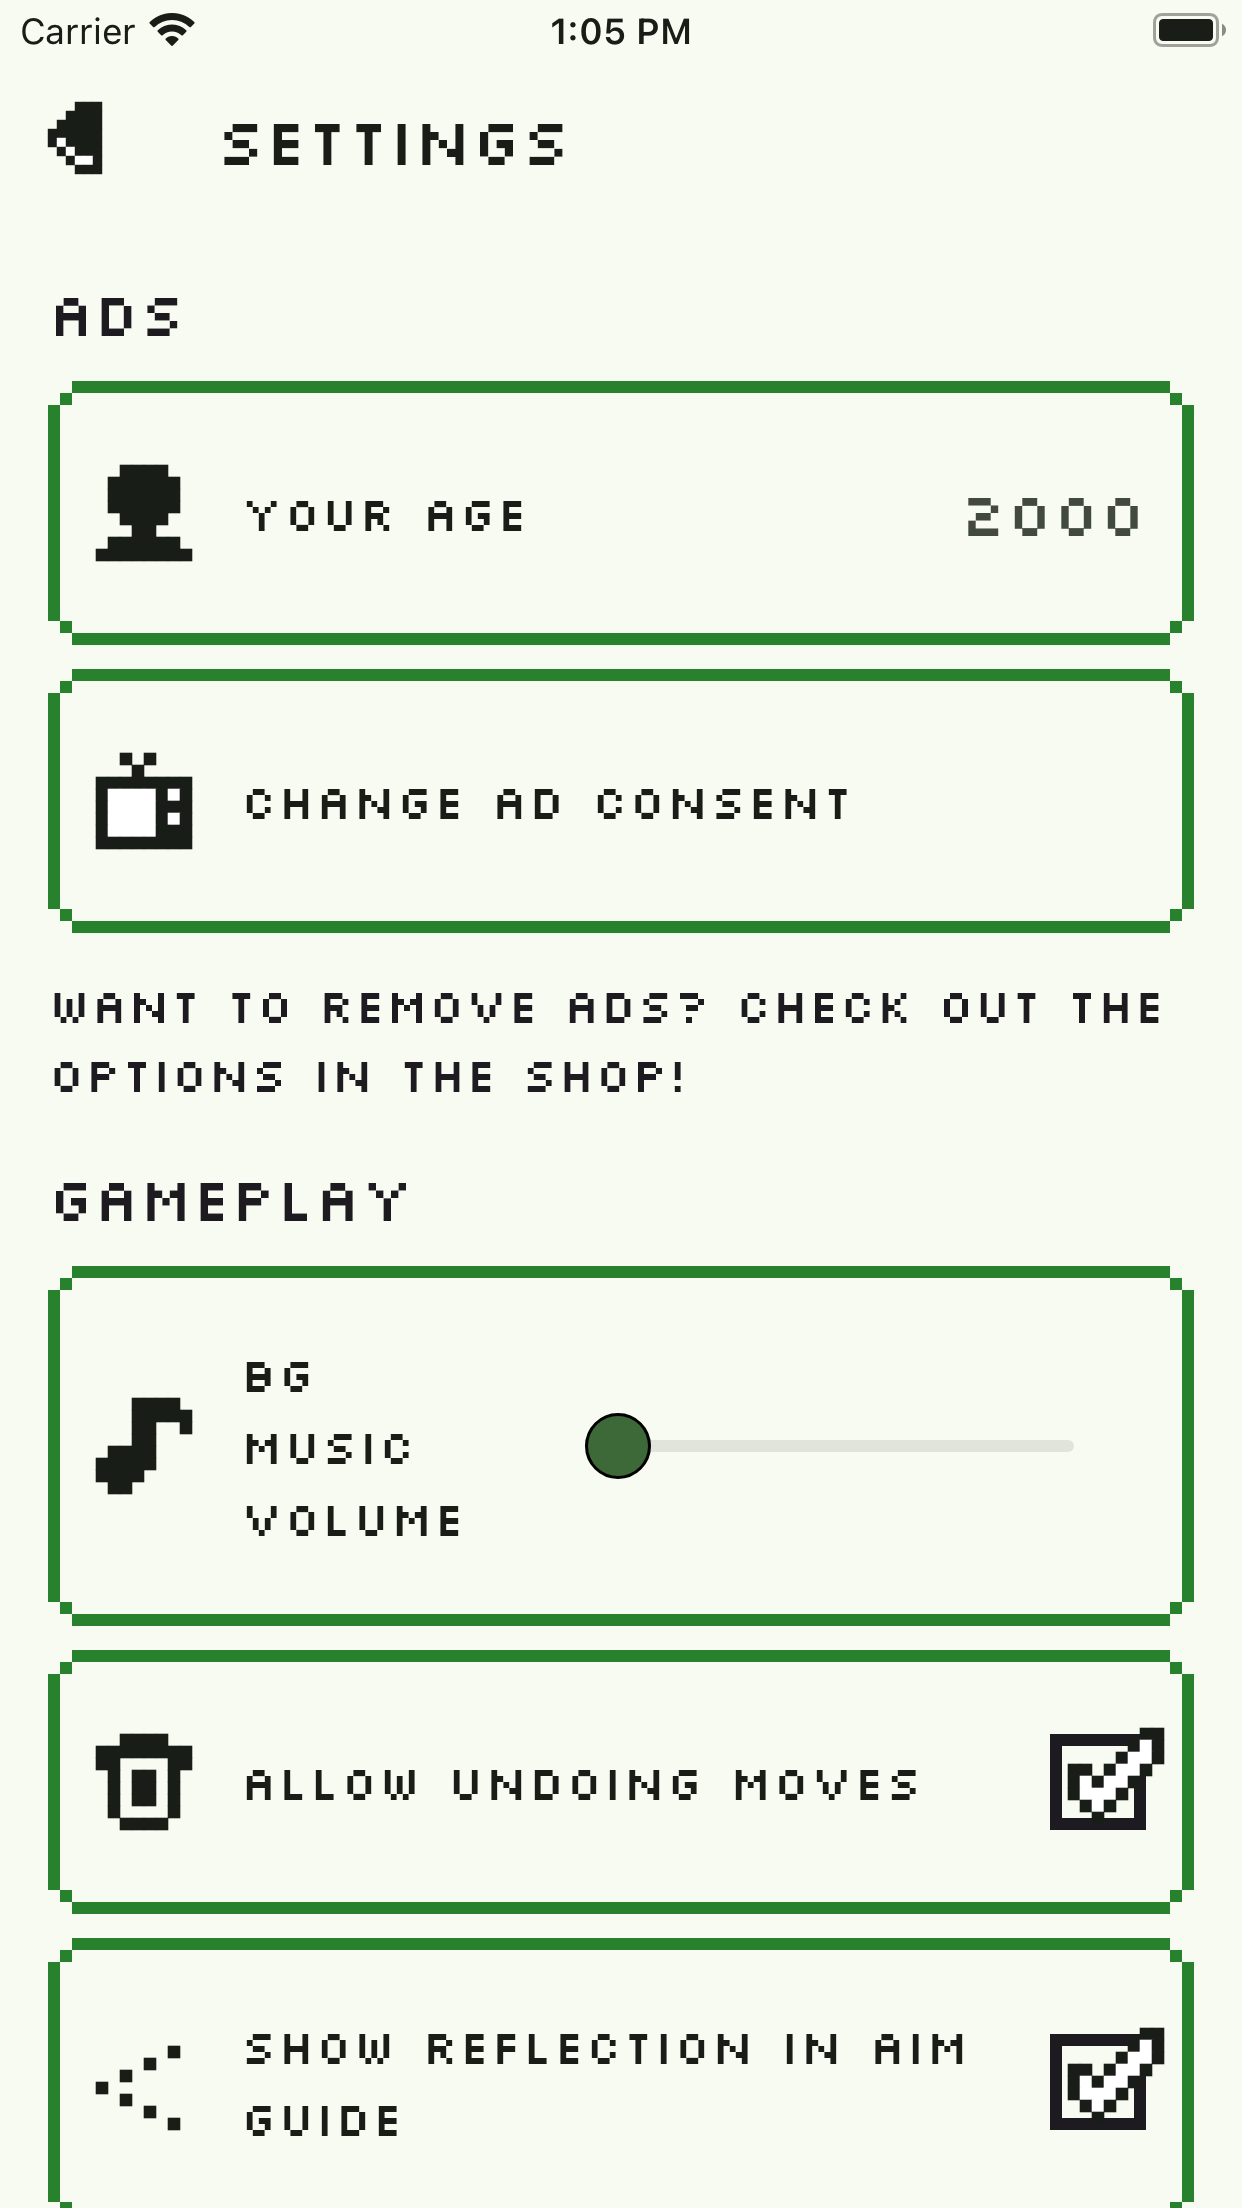 Carrier 1:05 PM
SETTINGS
ADS
YOUR AGE 2000
CHANGE AD CONSENT
WANT TO REMOVE ADS? CHECK OUT THE
OPTIONS IN THE SHOP!
GAMEPLAY
BG
MUSIC
VOLUME
ALLOW UNDOING MOVES
SHOW REFLECTION IN AIM
GUIDE